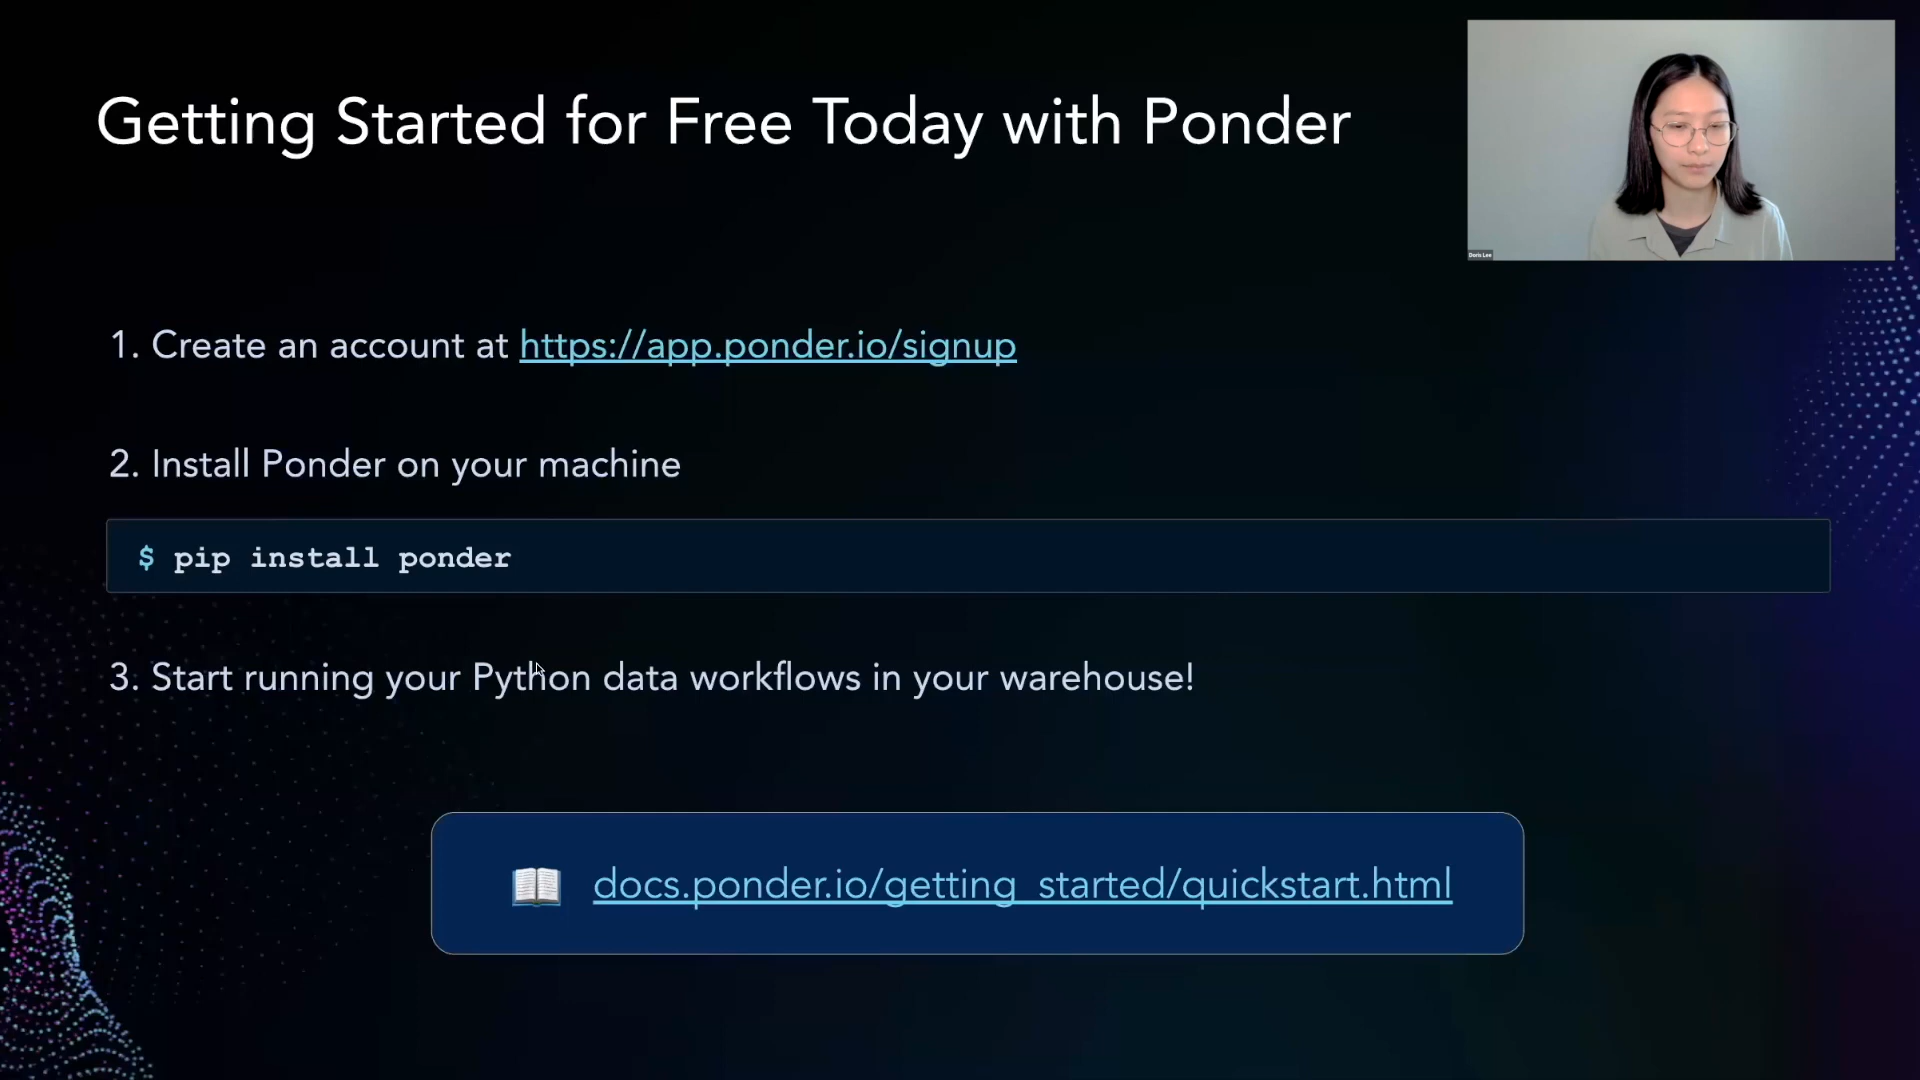 Getting Started for Free Today with Ponder
Doris Lee
1. Create an account at https://app.ponder.io/signup
2. Install Ponder on your machine
$ pip install ponder
3. Start running your Python data workflows in your warehouse!
docs.ponder.io/getting_started/quickstart.html